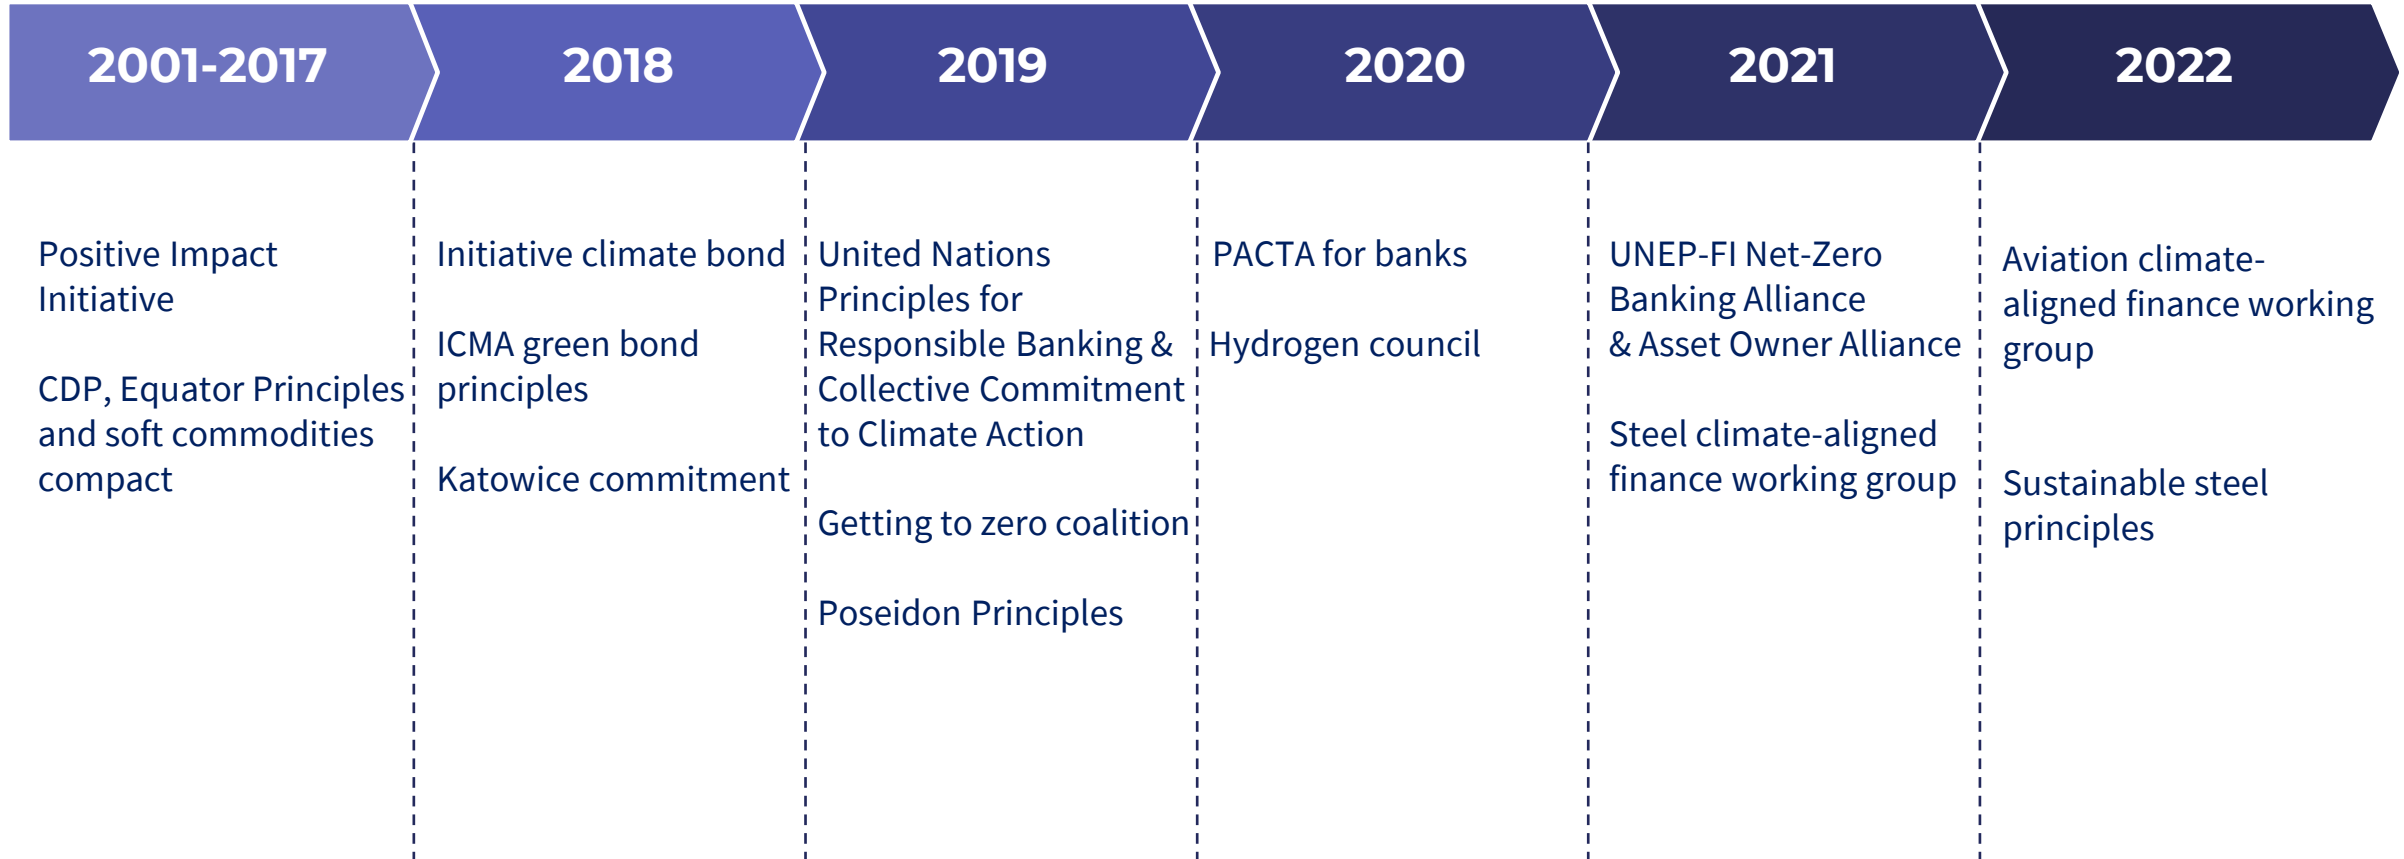 2001-2017
2018
2019
2020
2021
2022
Positive Impact
Initiative
CDP, Equator Principles
and soft commodities
compact
Initiative climate bond
ICMA green bond
principles
Katowice commitment
United Nations
Principles for
Responsible Banking &
Collective Commitment
to Climate Action
Getting to zero coalition
Poseidon Principles
PACTA for banks
Hydrogen council
UNEP-FI Net-Zero
Banking Alliance
& Asset Owner Alliance
Steel climate-aligned
finance working group
Aviation climate-
aligned finance working
group
Sustainable steel
principles